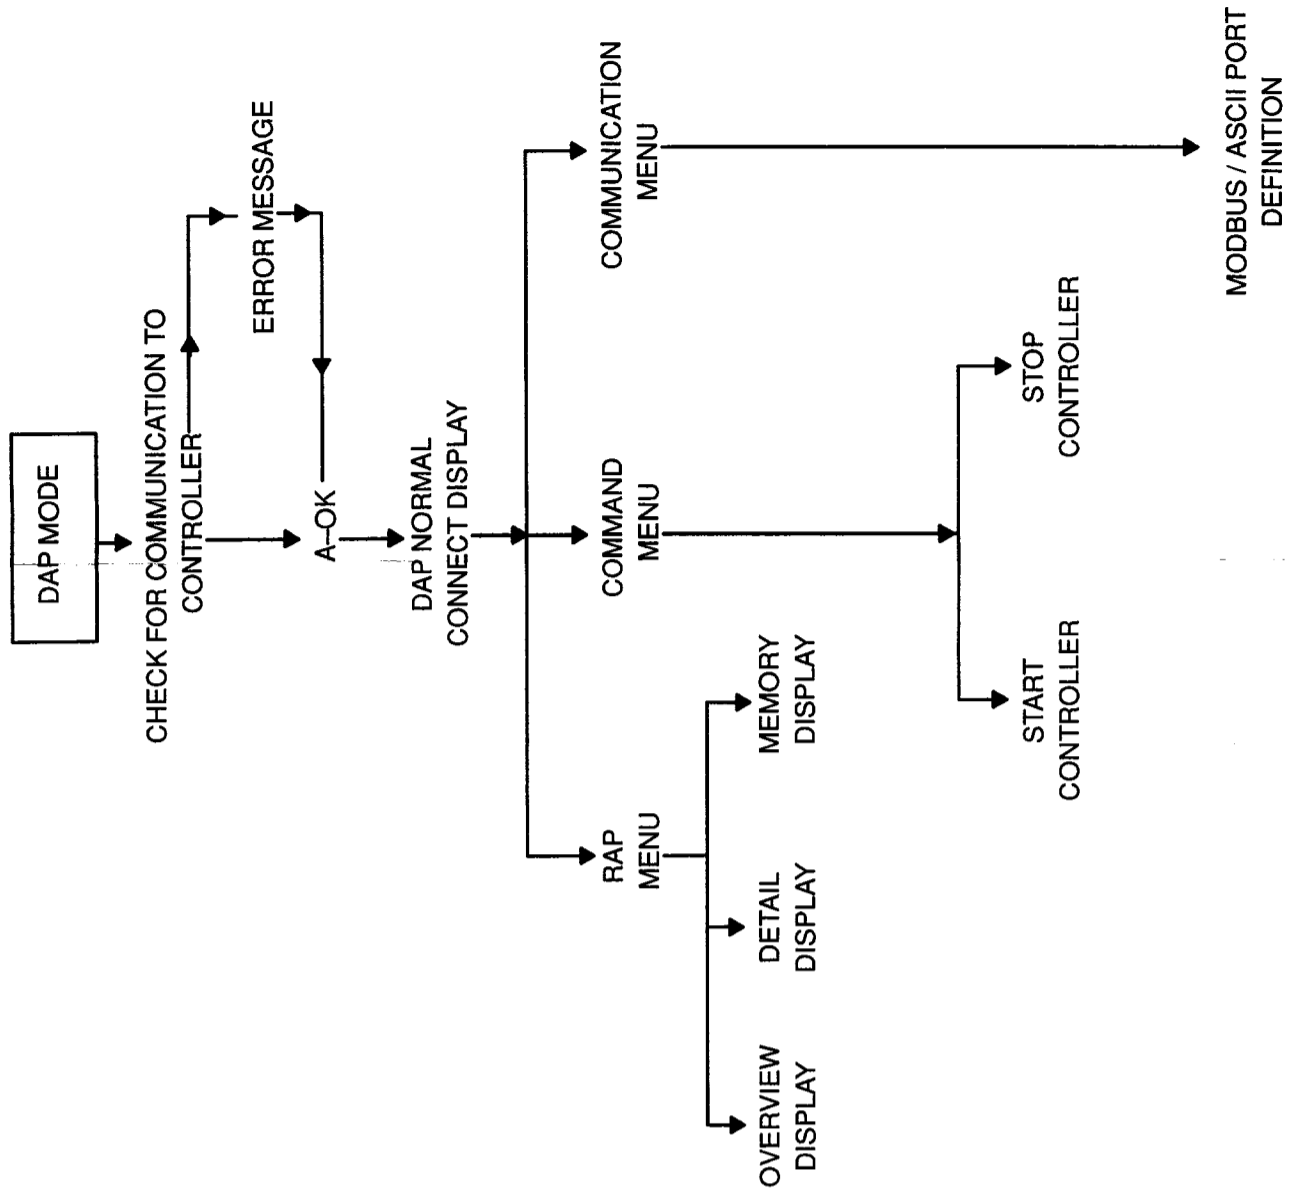 DAP MODE
CHECK FOR COMMUNICATION TO
CONTROLLER
ERROR MESSAGE
A–OK
DAP NORMAL
CONNECT DISPLAY
RAP
MENU
COMMAND
MENU
COMMUNICATION
MENU
OVERVIEW
DISPLAY
DETAIL
DISPLAY
MEMORY
DISPLAY
START
CONTROLLER
STOP
CONTROLLER
MODBUS / ASCII PORT
DEFINITION